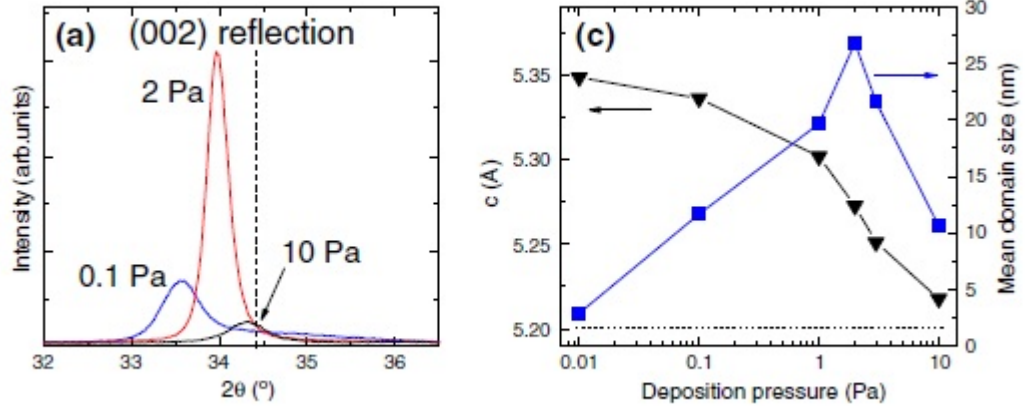 (a) (002) reflection
2 Pa
10 Pa
0.1 Pa
Intensity (arb.units)
32 33 34 35 36
2θ (º)
(c)
5.35
5.30
5.25
5.20
c (Å)
30
25
20
15
10
5
0
Mean domain size (nm)
0.01 0.1 1 10
Deposition pressure (Pa)